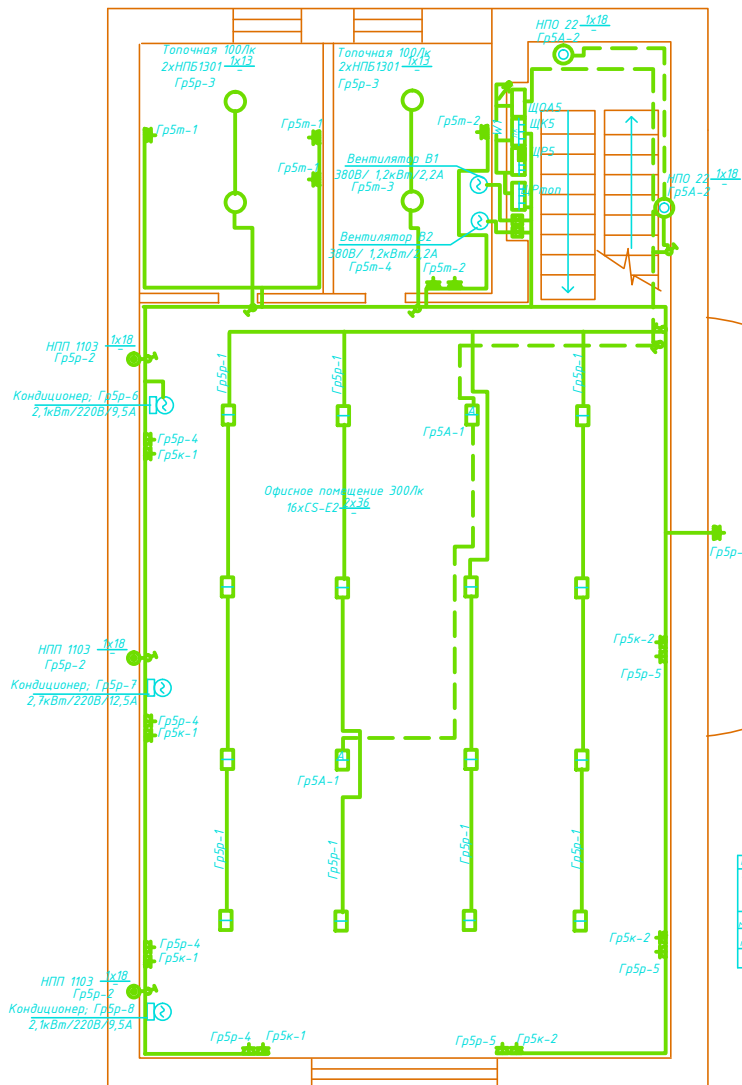 НПО 22 1х18
–
Гр5А-2
Топочная 100Лк
2хНПБ1301 1х13
–
Гр5р-3
Топочная 100Лк
2хНПБ1301 1х13
–
Гр5р-3
Гр5т-1
Гр5т-1
Гр5т-1
Гр5т-2
ЩОА5
ЩК5
ЩР5
ЩРтоп
Вентилятор В1
380В/ 1,2кВт/2,2А
Гр5т-3
Вентилятор В2
380В/ 1,2кВт/2,2А
Гр5т-4
Гр5т-2
НПО 22 1х18
–
Гр5А-2
НПП 1103 1х18
–
Гр5р-2
Гр5р-1
Гр5р-1
Гр5р-1
Гр5р-1
Кондиционер; Гр5р-6
2,1кВт/220В/9,5А
А
Гр5А-1
Гр5р-4
Гр5к-1
Офисное помещение 300Лк
16хCS-E2 2х36
–
Гр5р-
НПП 1103 1х18
–
Гр5р-2
Гр5к-2
Гр5р-5
Кондиционер; Гр5р-7
2,7кВт/220В/12,5А
Гр5р-4
Гр5к-1
А
Гр5А-1
Гр5р-1
Гр5р-1
Гр5р-1
Гр5р-1
Гр5р-4
Гр5к-1
Гр5к-2
Гр5р-5
НПП 1103 1х18
–
Гр5р-2
Кондиционер; Гр5р-8
2,1кВт/220В/9,5А
Гр5р-4 Гр5к-1
Гр5р-5 Гр5к-2